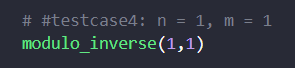 # #testcase4: n = 1, m = 1
modulo_inverse(1,1)